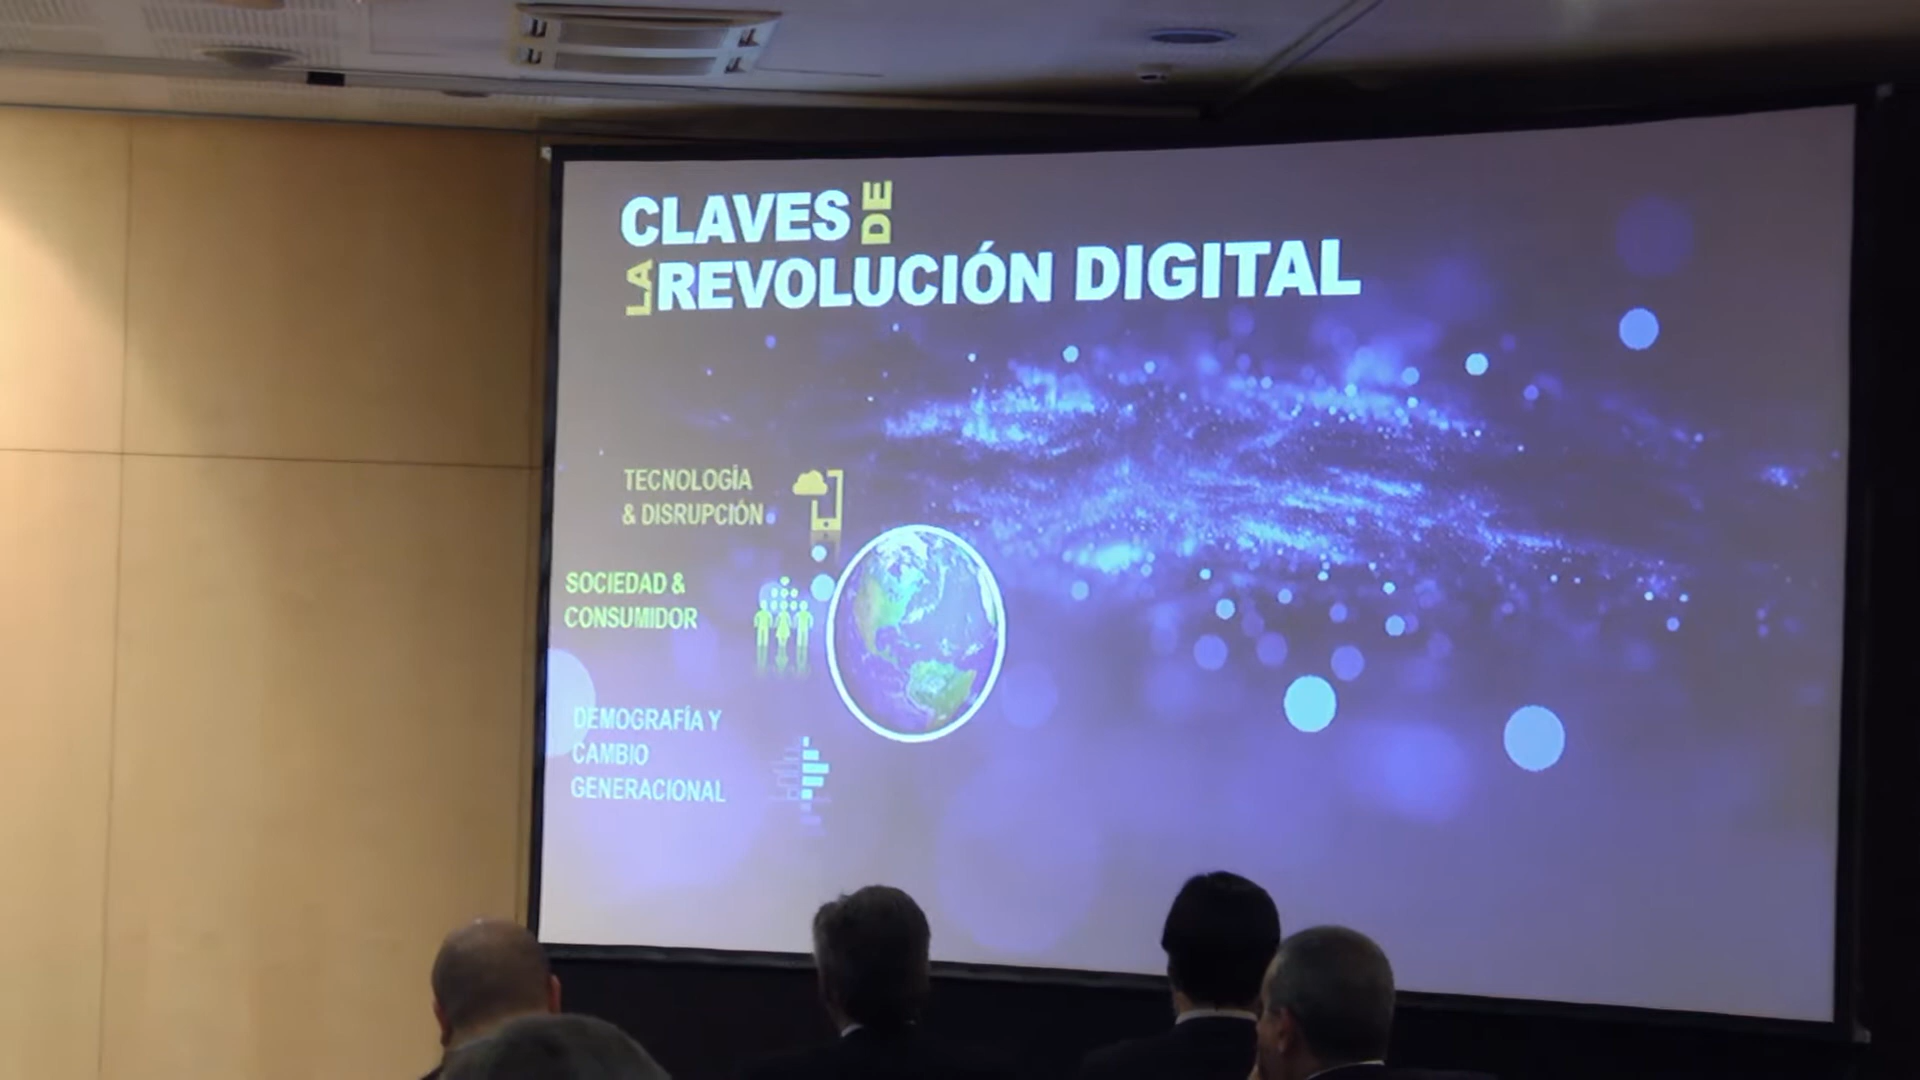 CLAVES DE
LA REVOLUCIÓN DIGITAL
TECNOLOGÍA
& DISRUPCIÓN
SOCIEDAD &
CONSUMIDOR
DEMOGRAFÍA Y
CAMBIO
GENERACIONAL